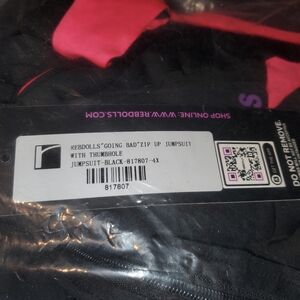 SHOP ONLINE: WWW.REBDOLLS.COM
REBDOLLS"GOING BAD"ZIP UP JUMPSUIT
WITH THUMBHOLE
JUMPSUIT-BLACK-817807-4X
817807
DO NOT REMOVE
S